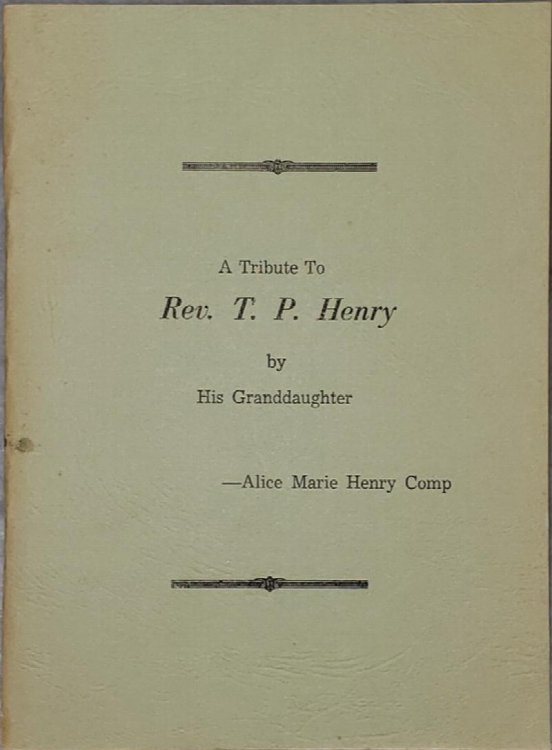 A Tribute To
Rev. T. P. Henry
by
His Granddaughter
—Alice Marie Henry Comp